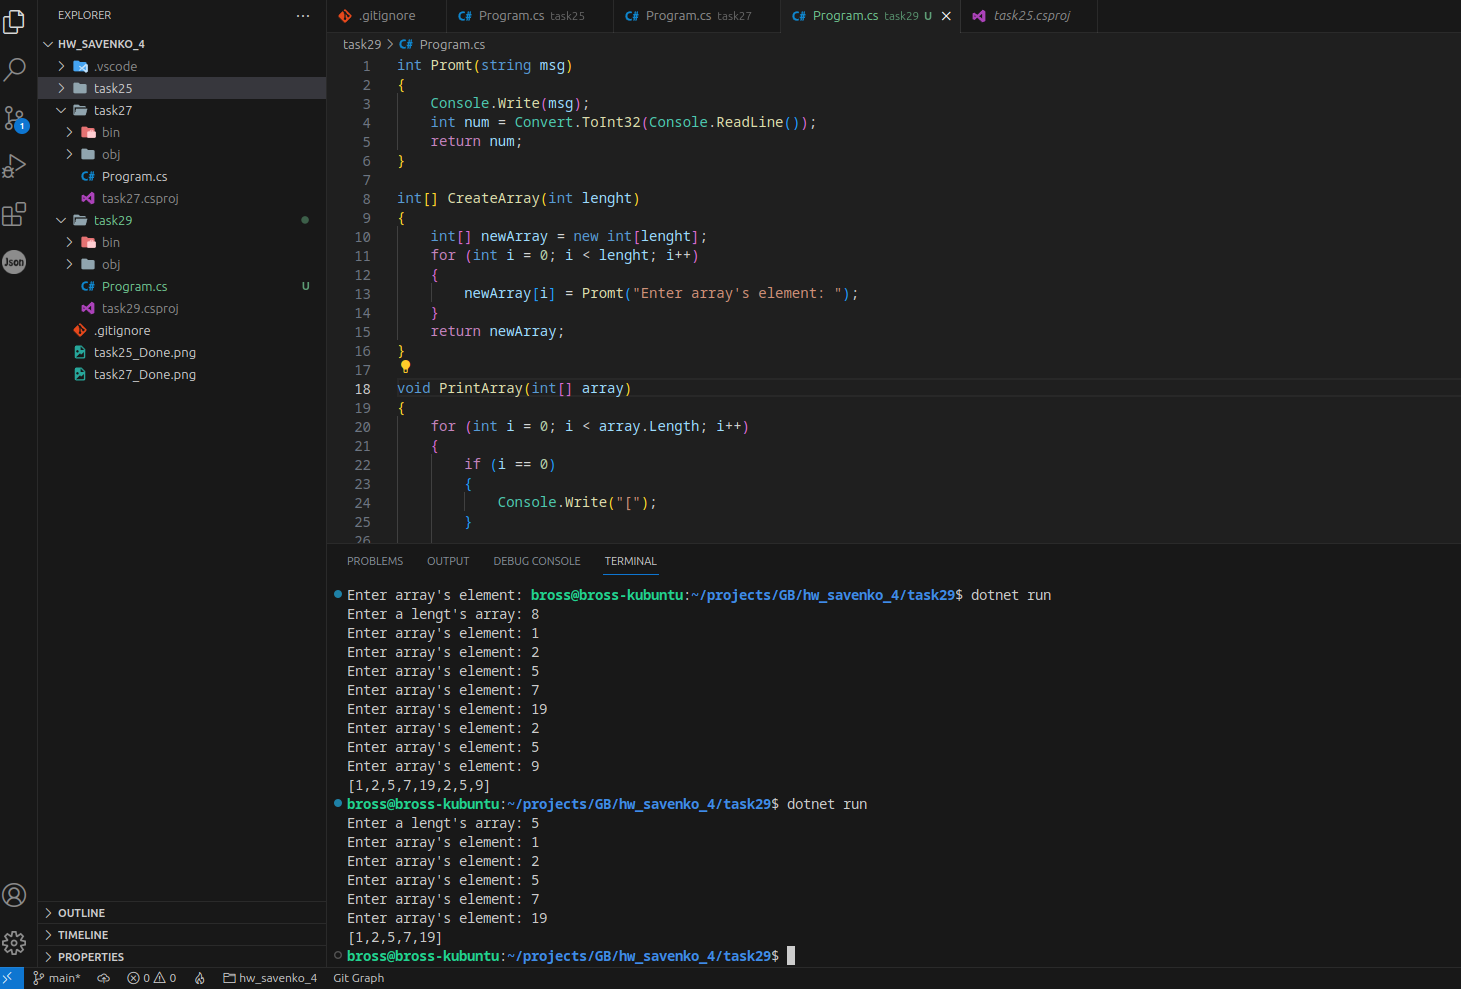 EXPLORER
HW_SAVENKO_4
.vscode
task25
task27
bin
obj
C# Program.cs
task27.csproj
task29
bin
obj
C# Program.cs U
task29.csproj
.gitignore
task25_Done.png
task27_Done.png
OUTLINE
TIMELINE
PROPERTIES
1
Json
.gitignore
C# Program.cs task25
C# Program.cs task27
C# Program.cs task29 U
task25.csproj
task29 > C# Program.cs
1 int Promt(string msg)
2 {
3 Console.Write(msg);
4 int num = Convert.ToInt32(Console.ReadLine());
5 return num;
6 }
7
8 int[] CreateArray(int lenght)
9 {
10 int[] newArray = new int[lenght];
11 for (int i = 0; i < lenght; i++)
12 {
13 newArray[i] = Promt("Enter array's element: ");
14 }
15 return newArray;
16 }
17
18 void PrintArray(int[] array)
19 {
20 for (int i = 0; i < array.Length; i++)
21 {
22 if (i == 0)
23 {
24 Console.Write("[");
25 }
26
PROBLEMS OUTPUT DEBUG CONSOLE TERMINAL
Enter array's element: bross@bross-kubuntu:~/projects/GB/hw_savenko_4/task29$ dotnet run
Enter a lengt's array: 8
Enter array's element: 1
Enter array's element: 2
Enter array's element: 5
Enter array's element: 7
Enter array's element: 19
Enter array's element: 2
Enter array's element: 5
Enter array's element: 9
[1,2,5,7,19,2,5,9]
bross@bross-kubuntu:~/projects/GB/hw_savenko_4/task29$ dotnet run
Enter a lengt's array: 5
Enter array's element: 1
Enter array's element: 2
Enter array's element: 5
Enter array's element: 7
Enter array's element: 19
[1,2,5,7,19]
bross@bross-kubuntu:~/projects/GB/hw_savenko_4/task29$
main* 0 0 hw_savenko_4 Git Graph